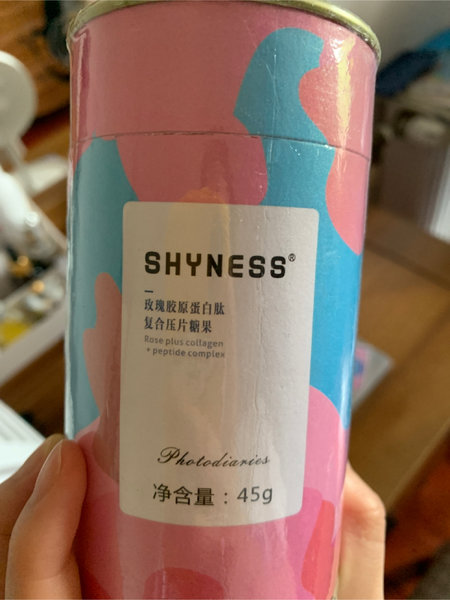 SHYNESS®
玫瑰胶原蛋白肽
复合压片糖果
Rose plus collagen
+ peptide complex
Photodiaries
净含量：45g